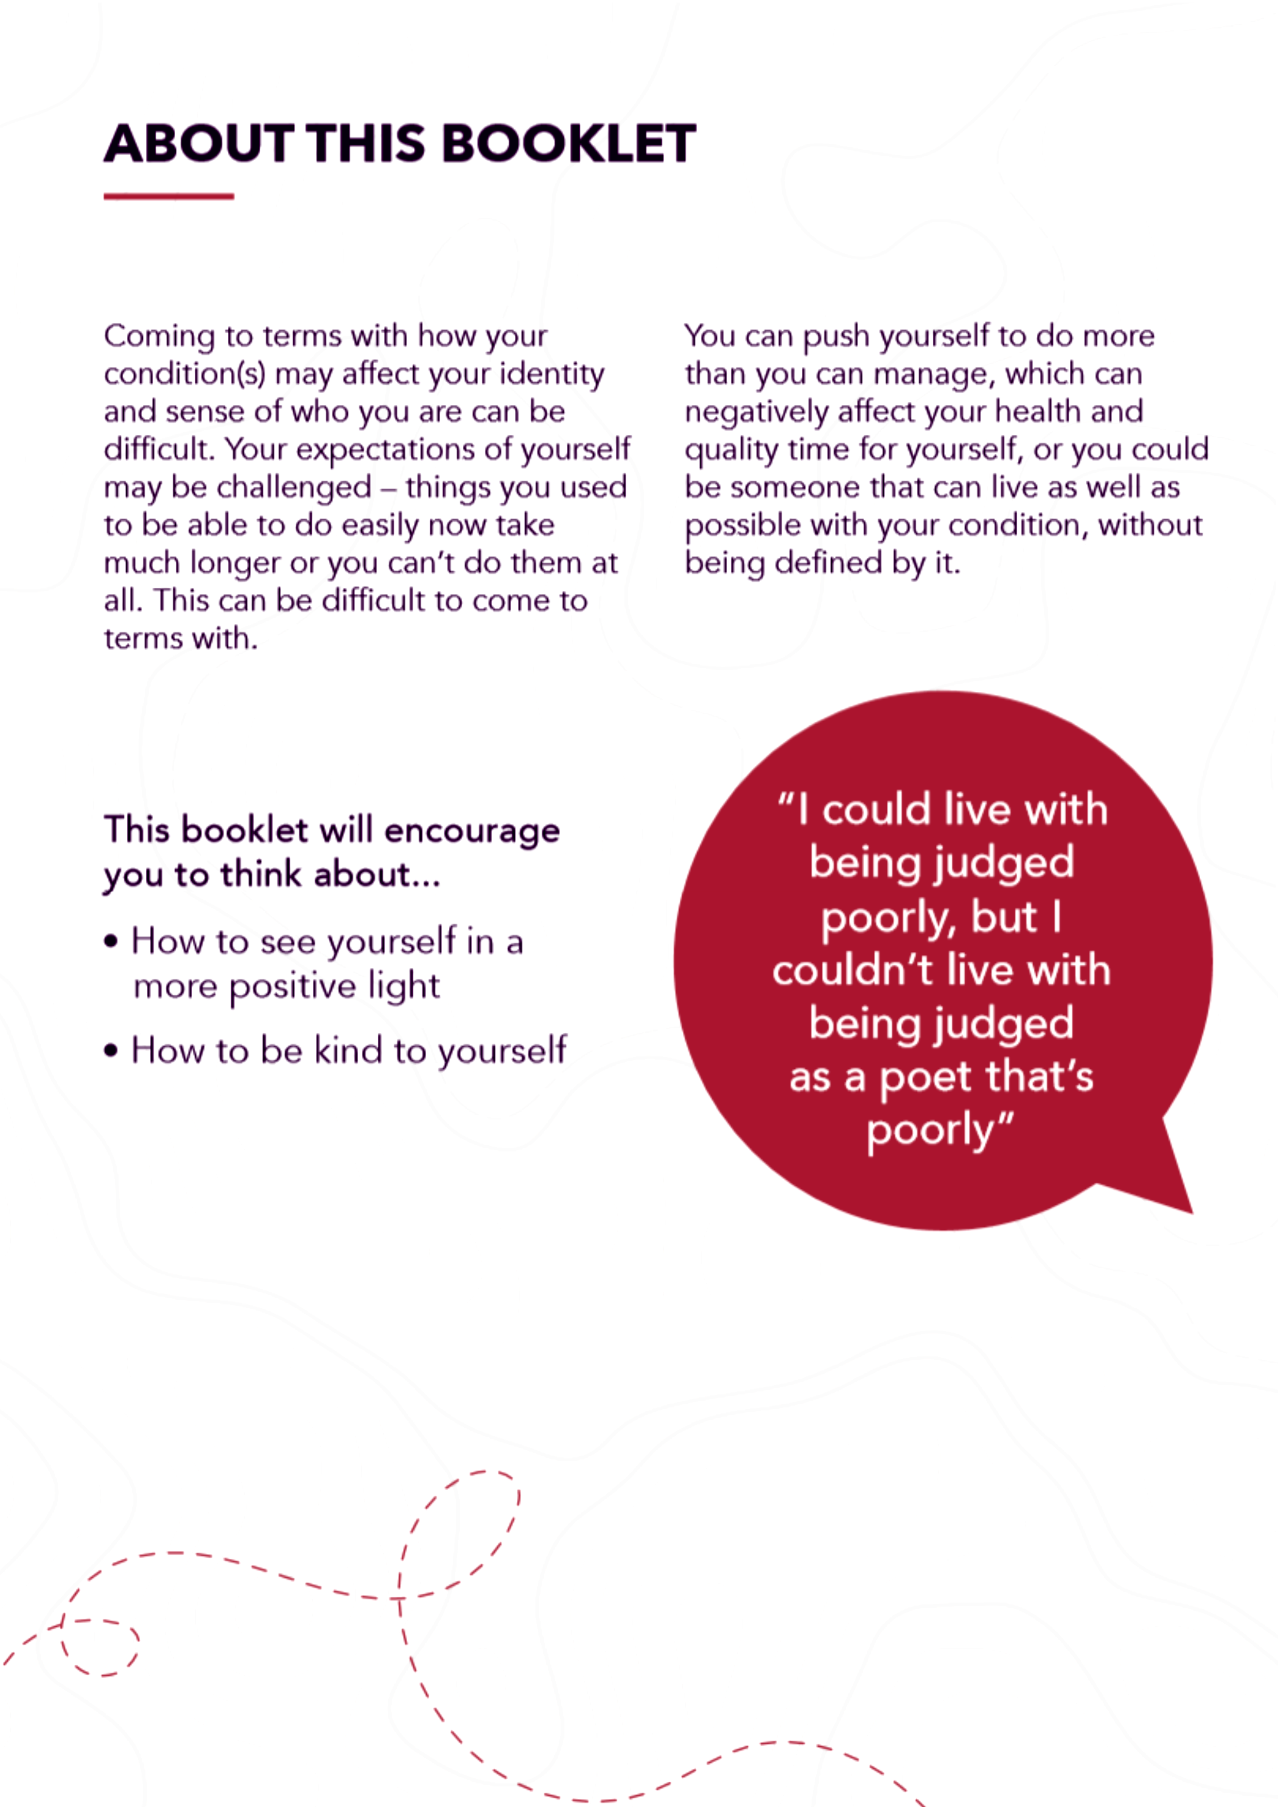 ABOUT THIS BOOKLET
Coming to terms with how your
condition(s) may affect your identity
and sense of who you are can be
difficult. Your expectations of yourself
may be challenged – things you used
to be able to do easily now take
much longer or you can’t do them at
all. This can be difficult to come to
terms with.
You can push yourself to do more
than you can manage, which can
negatively affect your health and
quality time for yourself, or you could
be someone that can live as well as
possible with your condition, without
being defined by it.
This booklet will encourage
you to think about...
• How to see yourself in a
more positive light
• How to be kind to yourself
“I could live with
being judged
poorly, but I
couldn’t live with
being judged
as a poet that’s
poorly”